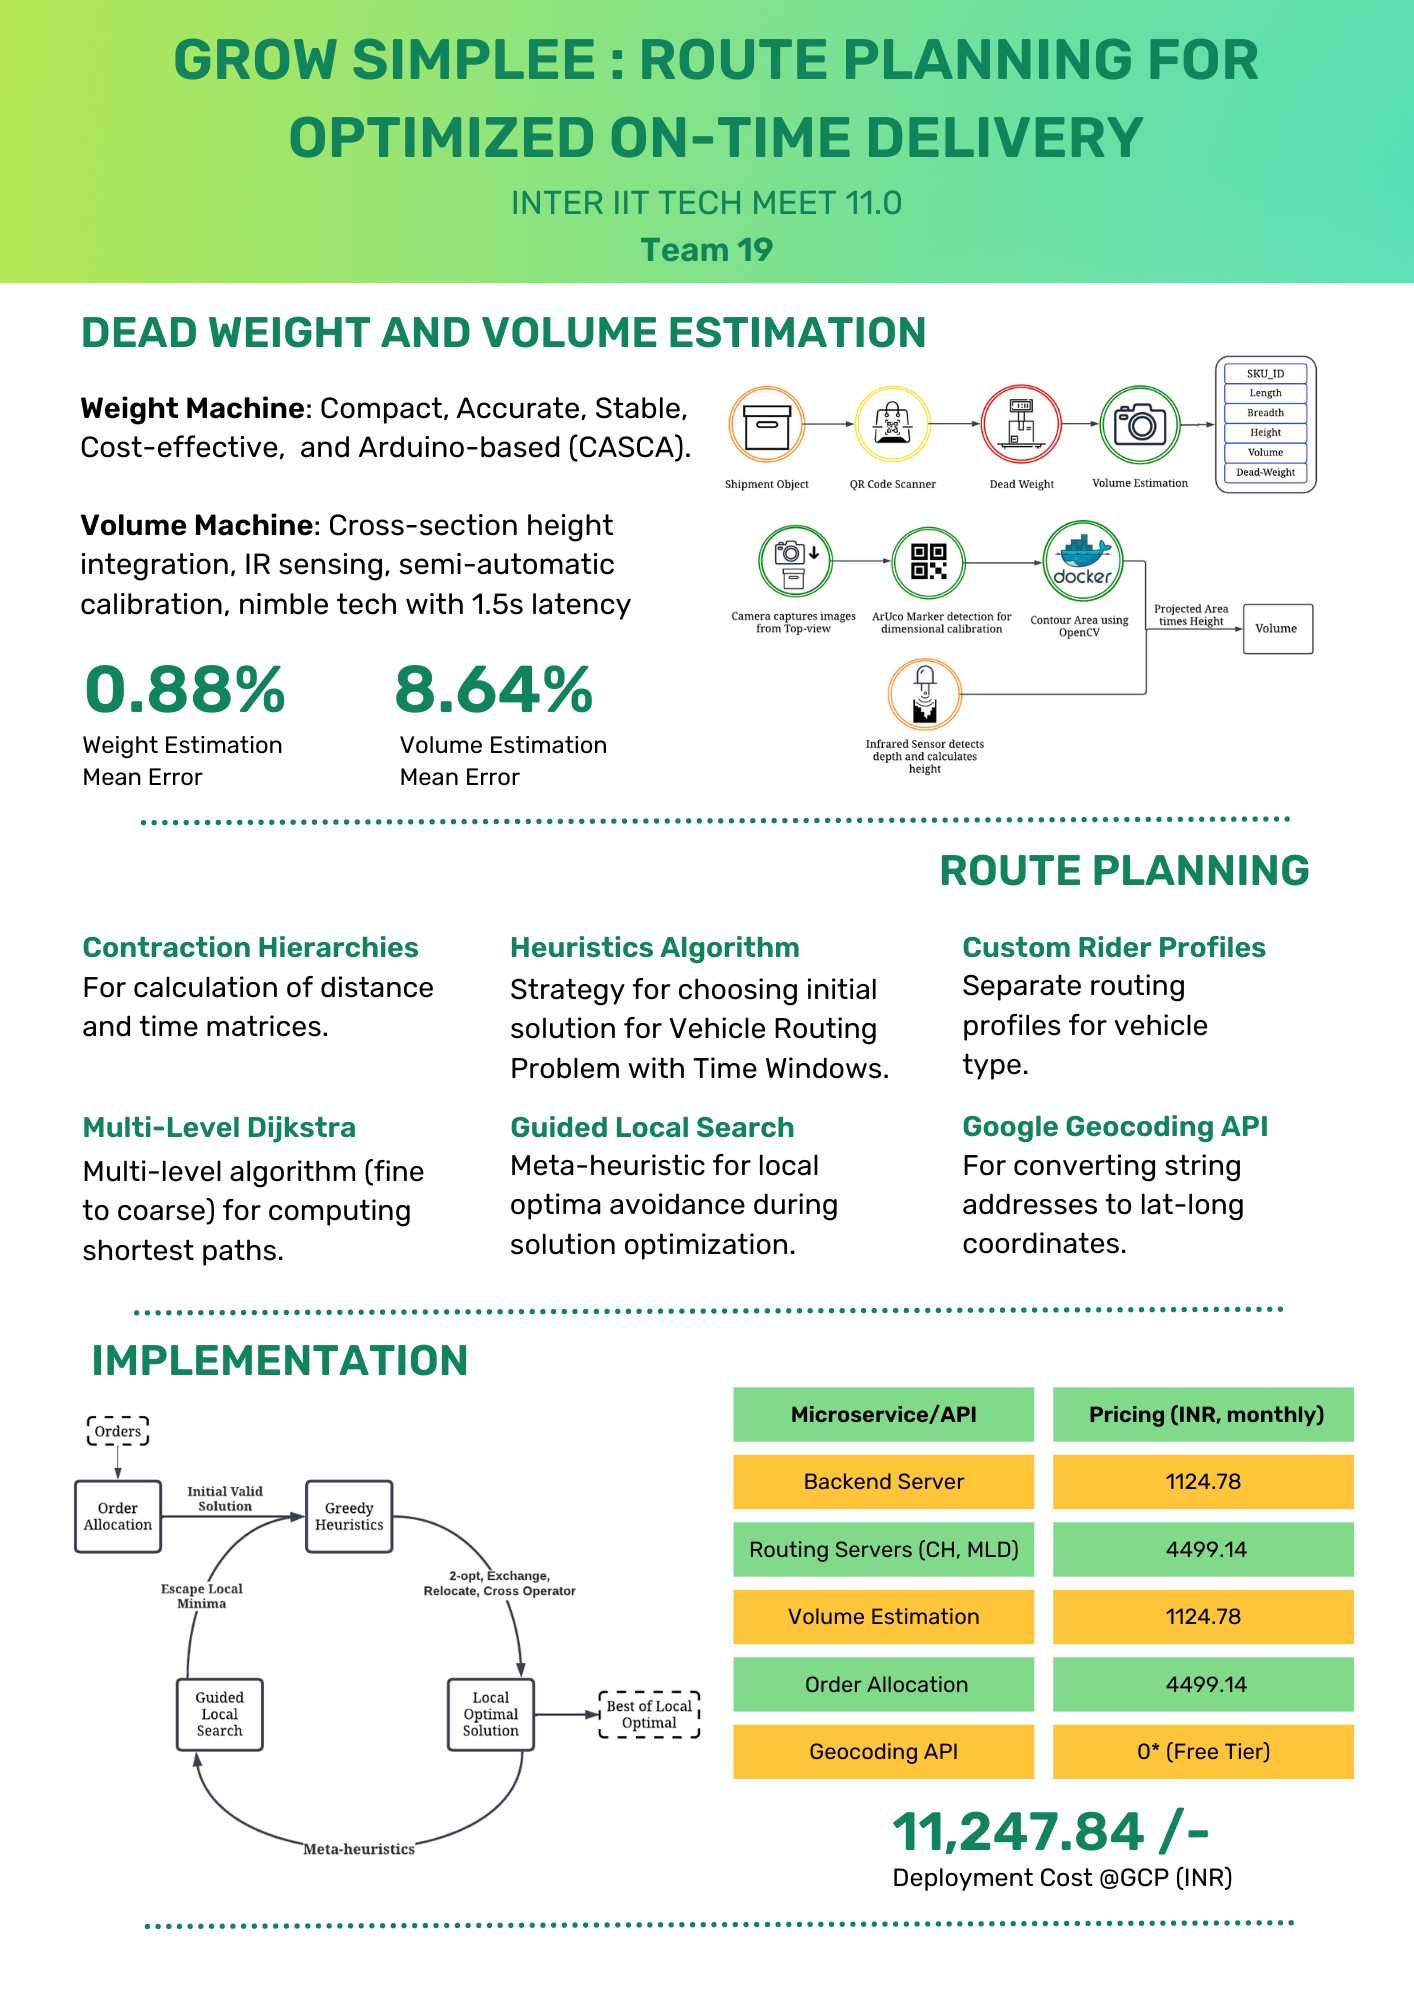 GROW SIMPLEE : ROUTE PLANNING FOR
OPTIMIZED ON-TIME DELIVERY
INTER IIT TECH MEET 11.0
Team 19
DEAD WEIGHT AND VOLUME ESTIMATION
Weight Machine: Compact, Accurate, Stable,
Cost-effective, and Arduino-based (CASCA).
Volume Machine: Cross-section height
integration, IR sensing, semi-automatic
calibration, nimble tech with 1.5s latency
0.88%
Weight Estimation
Mean Error
8.64%
Volume Estimation
Mean Error
Shipment Object
QR Code Scanner
Dead Weight
Volume Estimation
SKU_ID
Length
Breadth
Height
Volume
Dead-Weight
Camera captures images
from Top-view
ArUco Marker detection for
dimensional calibration
docker
Contour Area using
OpenCV
Projected Area
times Height
Volume
Infrared Sensor detects
depth and calculates
height
ROUTE PLANNING
Contraction Hierarchies
For calculation of distance
and time matrices.
Heuristics Algorithm
Strategy for choosing initial
solution for Vehicle Routing
Problem with Time Windows.
Custom Rider Profiles
Separate routing
profiles for vehicle
type.
Multi-Level Dijkstra
Multi-level algorithm (fine
to coarse) for computing
shortest paths.
Guided Local Search
Meta-heuristic for local
optima avoidance during
solution optimization.
Google Geocoding API
For converting string
addresses to lat-long
coordinates.
IMPLEMENTATION
Orders
Order
Allocation
Initial Valid
Solution
Greedy
Heuristics
2-opt, Exchange,
Relocate, Cross Operator
Escape Local
Minima
Guided
Local
Search
Local
Optimal
Solution
Best of Local
Optimal
Meta-heuristics
Microservice/API
Pricing (INR, monthly)
Backend Server
1124.78
Routing Servers (CH, MLD)
4499.14
Volume Estimation
1124.78
Order Allocation
4499.14
Geocoding API
0* (Free Tier)
11,247.84 /-
Deployment Cost @GCP (INR)